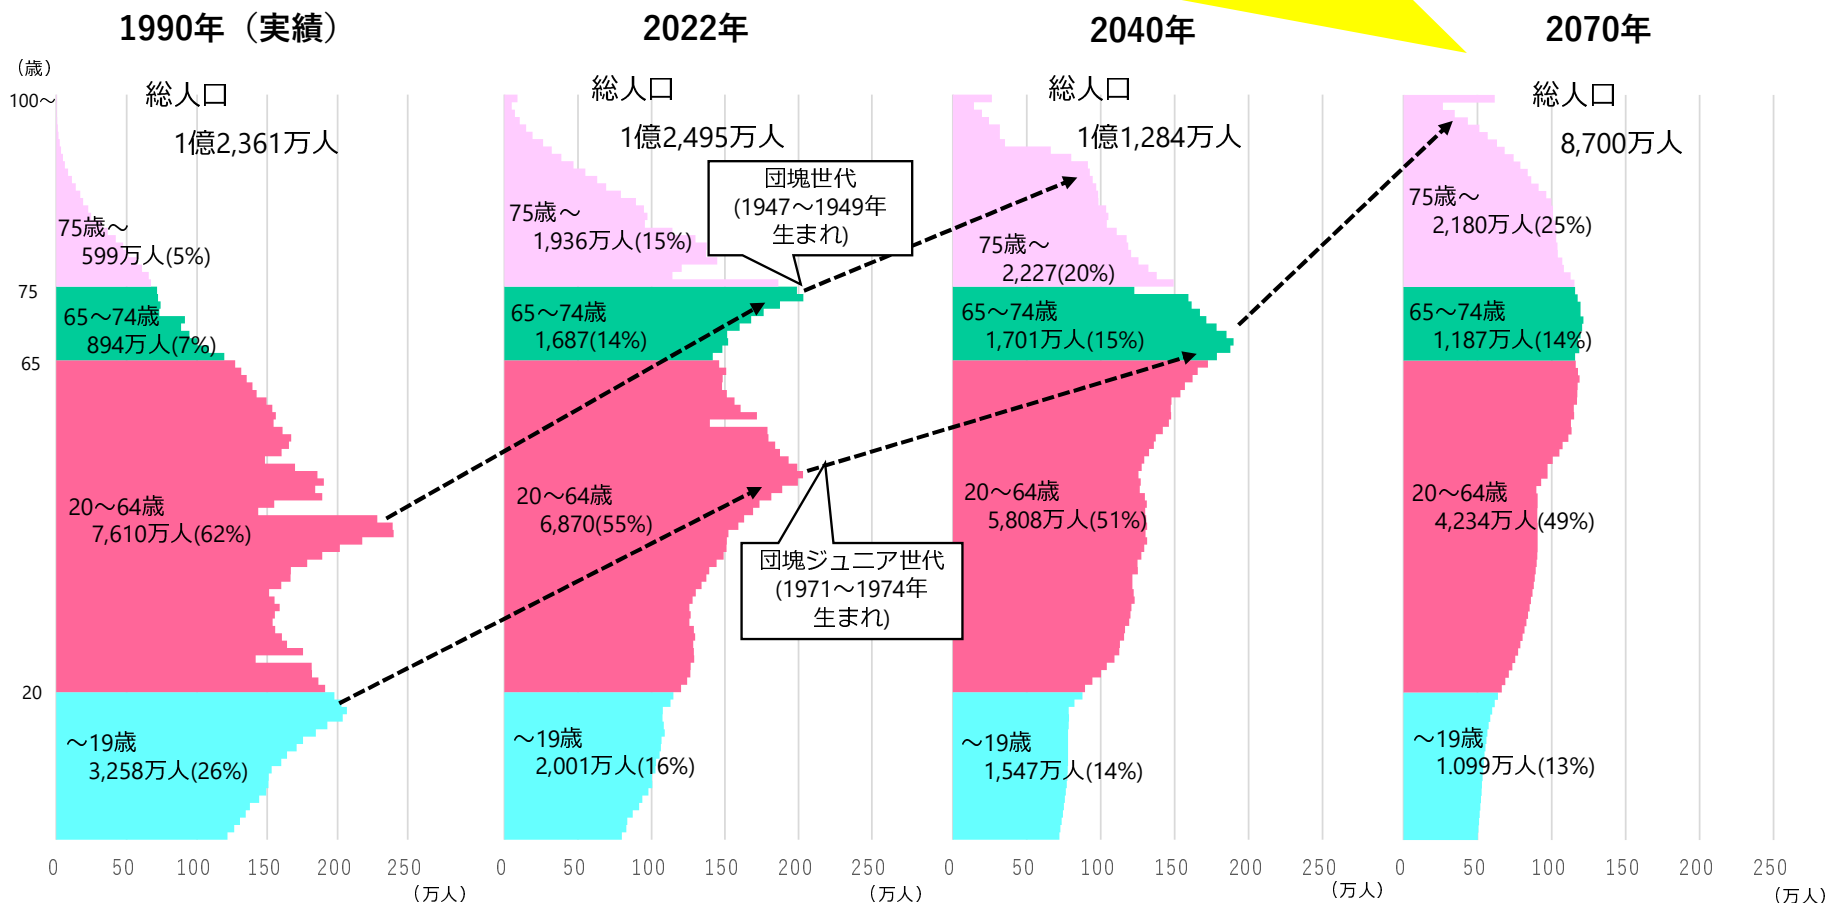 1990年（実績）
2022年
2040年
2070年
（歳）
100～
75
65
20
総人口
1億2,361万人
75歳～
599万人(5%)
65～74歳
894万人(7%)
20～64歳
7,610万人(62%)
～19歳
3,258万人(26%)
0 50 100 150 200 250
（万人）
総人口
1億2,495万人
75歳～
1,936万人(15%)
65～74歳
1,687(14%)
20～64歳
6,870(55%)
～19歳
2,001万人(16%)
0 50 100 150 200 250
（万人）
団塊世代
(1947～1949年
生まれ)
団塊ジュニア世代
(1971～1974年
生まれ)
総人口
1億1,284万人
75歳～
2,227(20%)
65～74歳
1,701万人(15%)
20～64歳
5,808万人(51%)
～19歳
1,547万人(14%)
0 50 100 150 200 250
（万人）
総人口
8,700万人
75歳～
2,180万人(25%)
65～74歳
1,187万人(14%)
20～64歳
4,234万人(49%)
～19歳
1.099万人(13%)
0 50 100 150 200 250
（万人）